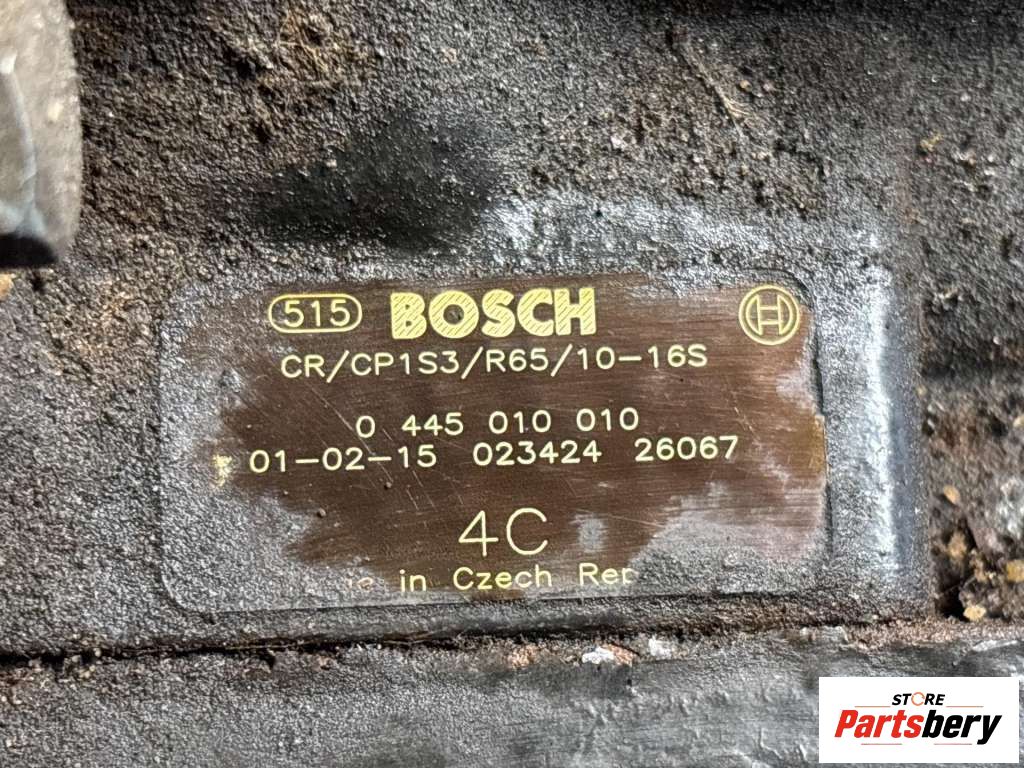 515 BOSCH
CR/CP1S3/R65/10-16S
0 445 010 010
01-02-15 023424 26067
4C
in Czech Rep
STORE
Partsbery